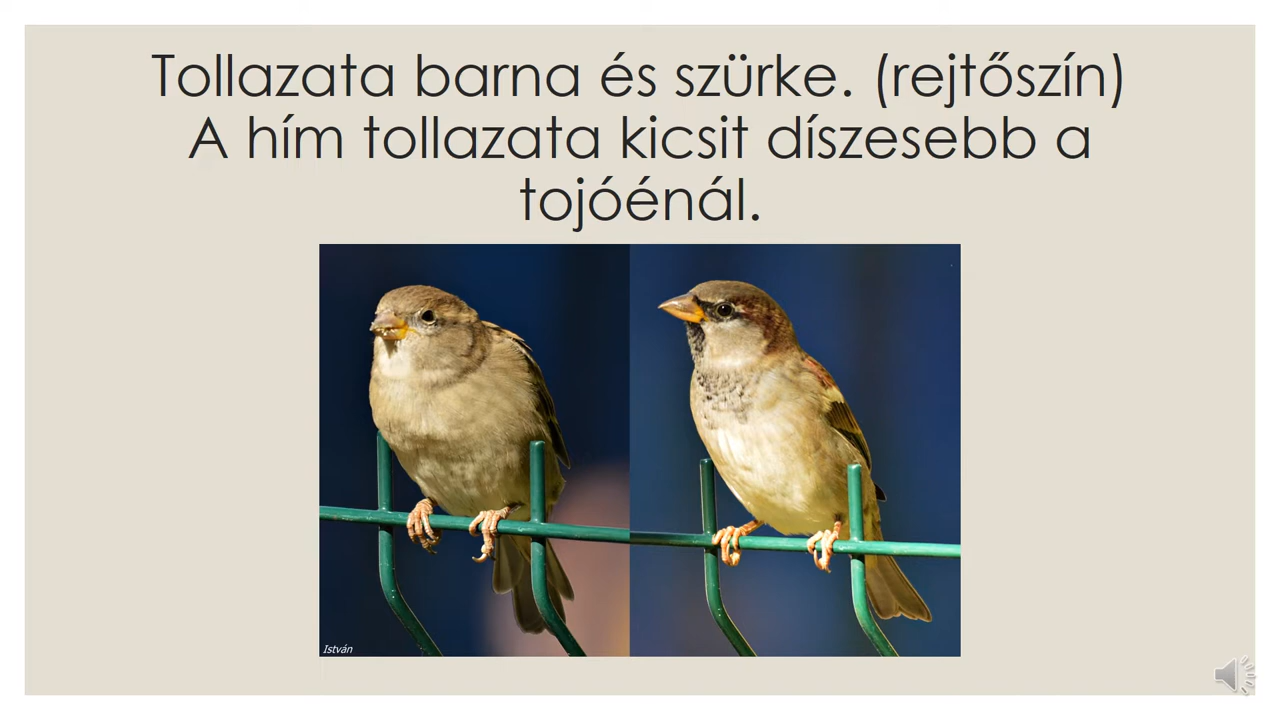 Tollazata barna és szürke. (rejtőszín)
A hím tollazata kicsit díszesebb a
tojóénál.
István